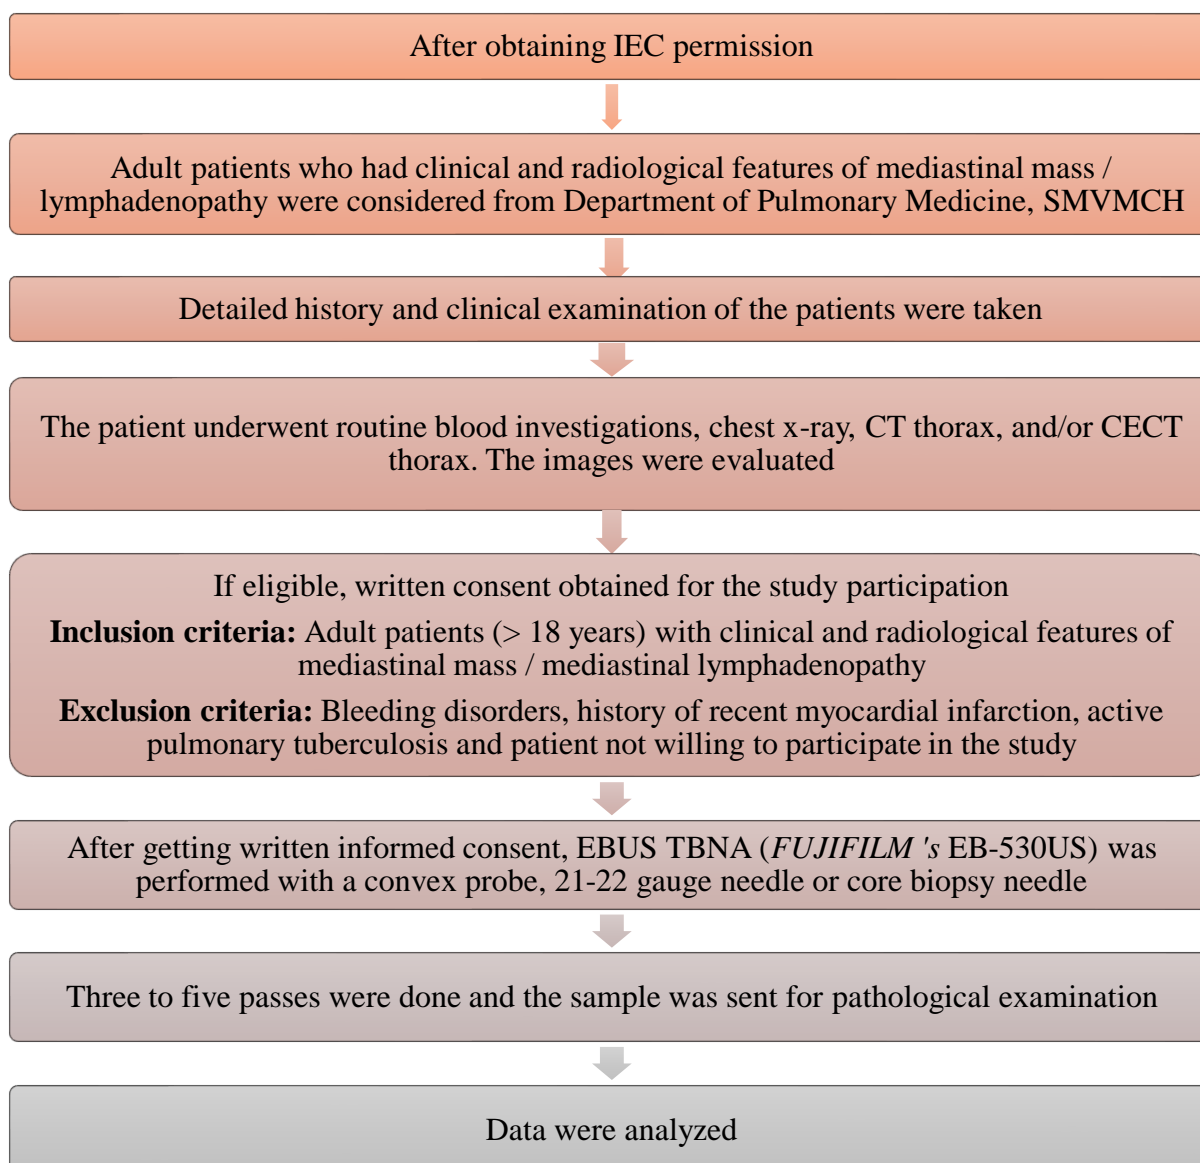 After obtaining IEC permission
Adult patients who had clinical and radiological features of mediastinal mass /
lymphadenopathy were considered from Department of Pulmonary Medicine, SMVMCH
Detailed history and clinical examination of the patients were taken
The patient underwent routine blood investigations, chest x-ray, CT thorax, and/or CECT
thorax. The images were evaluated
If eligible, written consent obtained for the study participation
Inclusion criteria: Adult patients (> 18 years) with clinical and radiological features of
mediastinal mass / mediastinal lymphadenopathy
Exclusion criteria: Bleeding disorders, history of recent myocardial infarction, active
pulmonary tuberculosis and patient not willing to participate in the study
After getting written informed consent, EBUS TBNA (FUJIFILM 's EB-530US) was
performed with a convex probe, 21-22 gauge needle or core biopsy needle
Three to five passes were done and the sample was sent for pathological examination
Data were analyzed